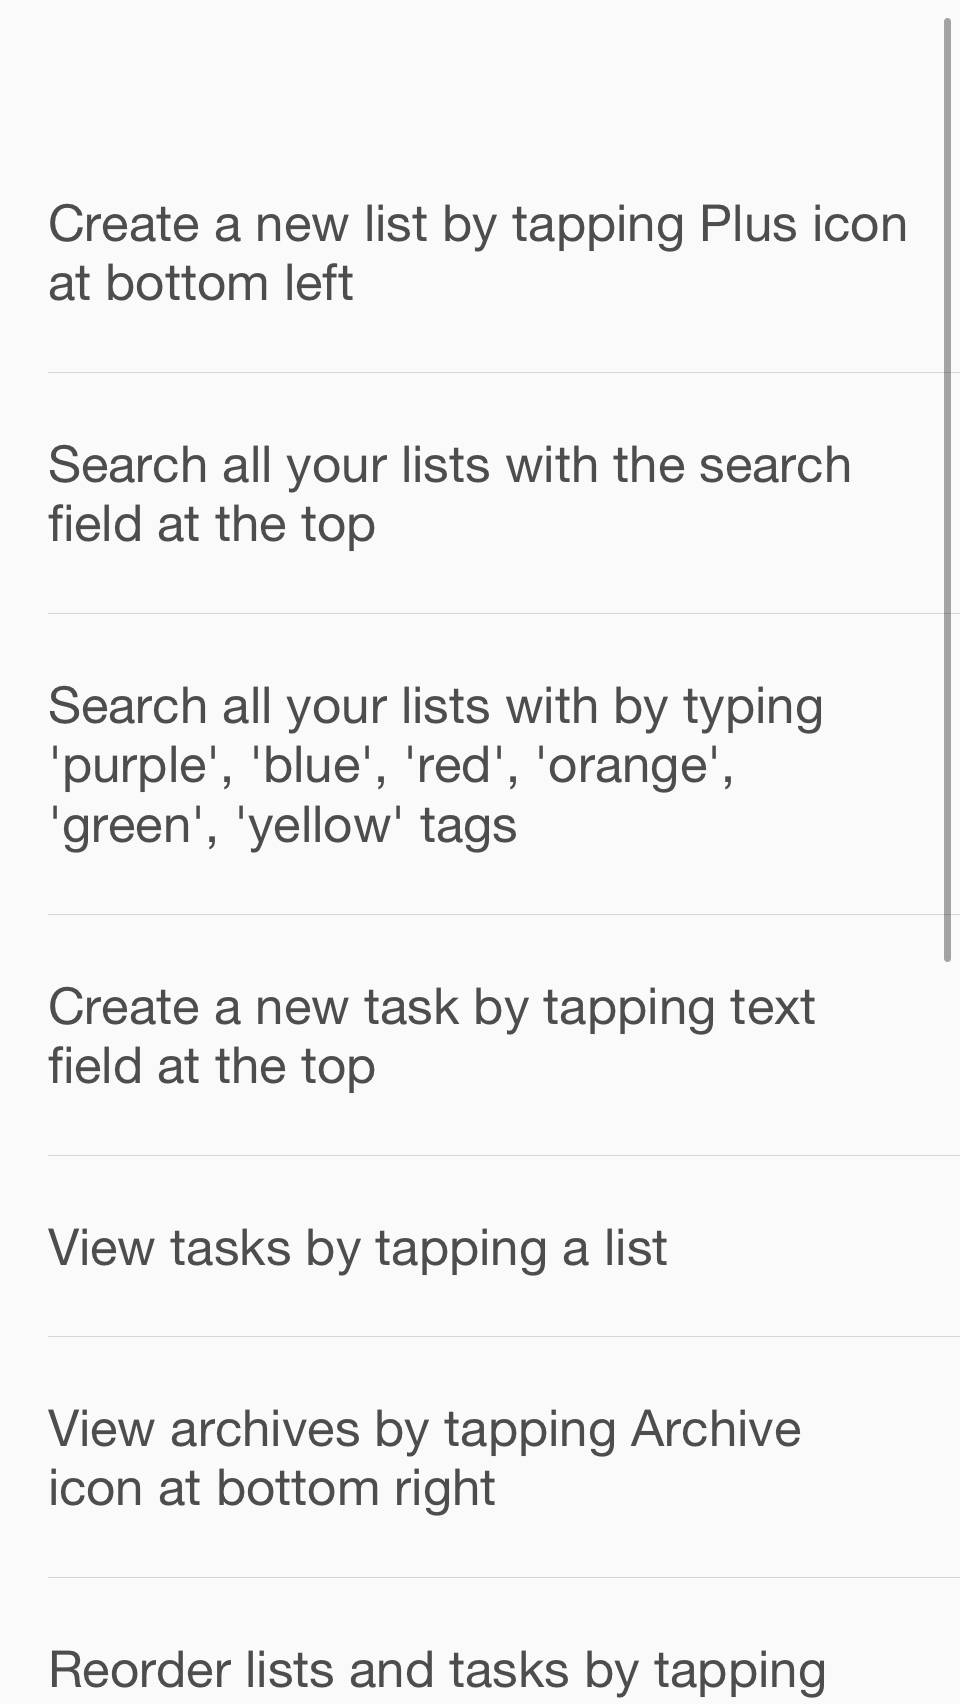 Create a new list by tapping Plus icon
at bottom left
Search all your lists with the search
field at the top
Search all your lists with by typing
'purple', 'blue', 'red', 'orange',
'green', 'yellow' tags
Create a new task by tapping text
field at the top
View tasks by tapping a list
View archives by tapping Archive
icon at bottom right
Reorder lists and tasks by tapping